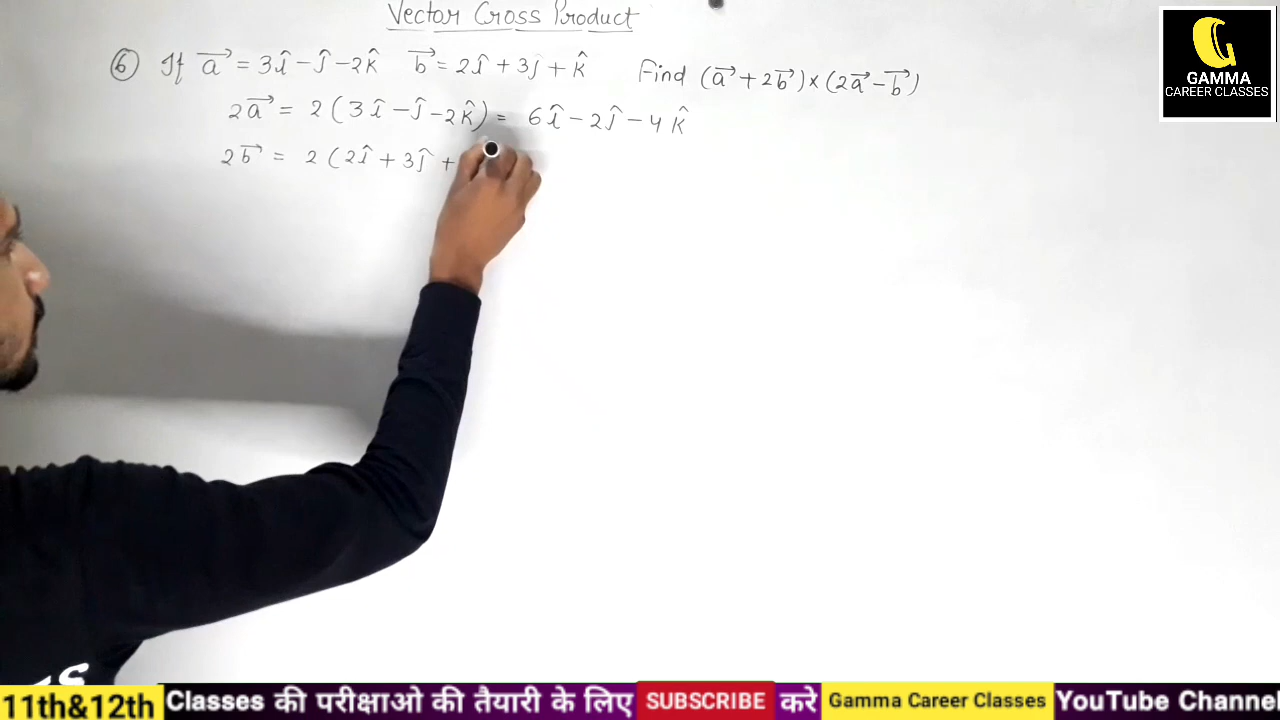 Vector Cross Product
⑥ If a⃗ = 3î - ĵ - 2k̂ b⃗ = 2î + 3ĵ + k̂ Find (a⃗ + 2b⃗) × (2a⃗ - b⃗)
2a⃗ = 2 (3î - ĵ - 2k̂) = 6î - 2ĵ - 4k̂
2b⃗ = 2 (2î + 3ĵ +
GAMMA
CAREER CLASSES
11th&12th Classes की परीक्षाओ की तैयारी के लिए SUBSCRIBE करे Gamma Career Classes YouTube Channel